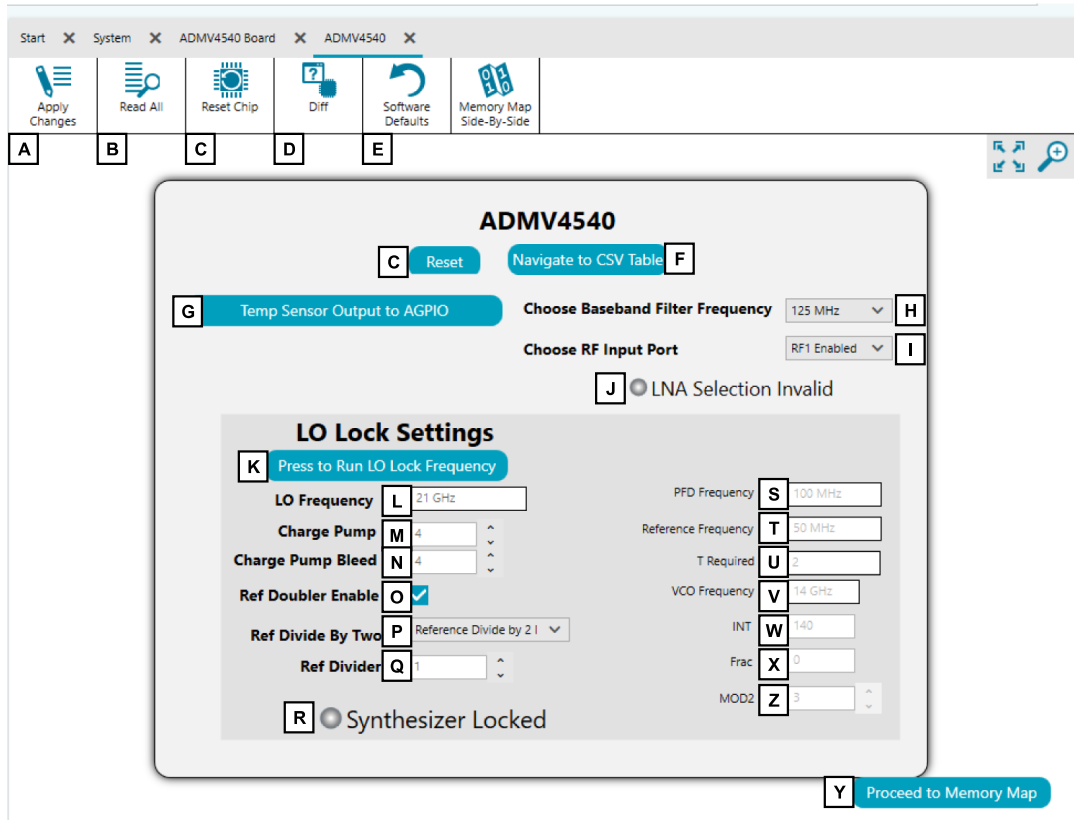 Start ✕ System ✕ ADMV4540 Board ✕ ADMV4540 ✕
Apply Changes
Read All
Reset Chip
Diff
Software Defaults
Memory Map Side-By-Side
A B C D E
ADMV4540
C Reset Navigate to CSV Table F
G Temp Sensor Output to AGPIO
Choose Baseband Filter Frequency 125 MHz H
Choose RF Input Port RF1 Enabled I
J LNA Selection Invalid
LO Lock Settings
K Press to Run LO Lock Frequency
LO Frequency L 21 GHz
Charge Pump M 4
Charge Pump Bleed N 4
Ref Doubler Enable O
Ref Divide By Two P Reference Divide by 2 I
Ref Divider Q 1
R Synthesizer Locked
PFD Frequency S 100 MHz
Reference Frequency T 50 MHz
T Required U 2
VCO Frequency V 14 GHz
INT W 140
Frac X 0
MOD2 Z 3
Y Proceed to Memory Map